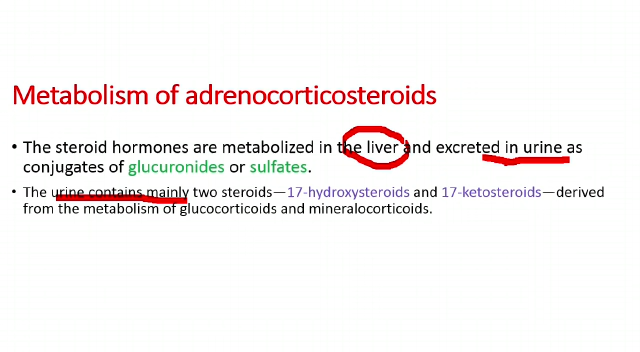 Metabolism of adrenocorticosteroids
• The steroid hormones are metabolized in the liver and excreted in urine as
conjugates of glucuronides or sulfates.
• The urine contains mainly two steroids—17-hydroxysteroids and 17-ketosteroids—derived
from the metabolism of glucocorticoids and mineralocorticoids.